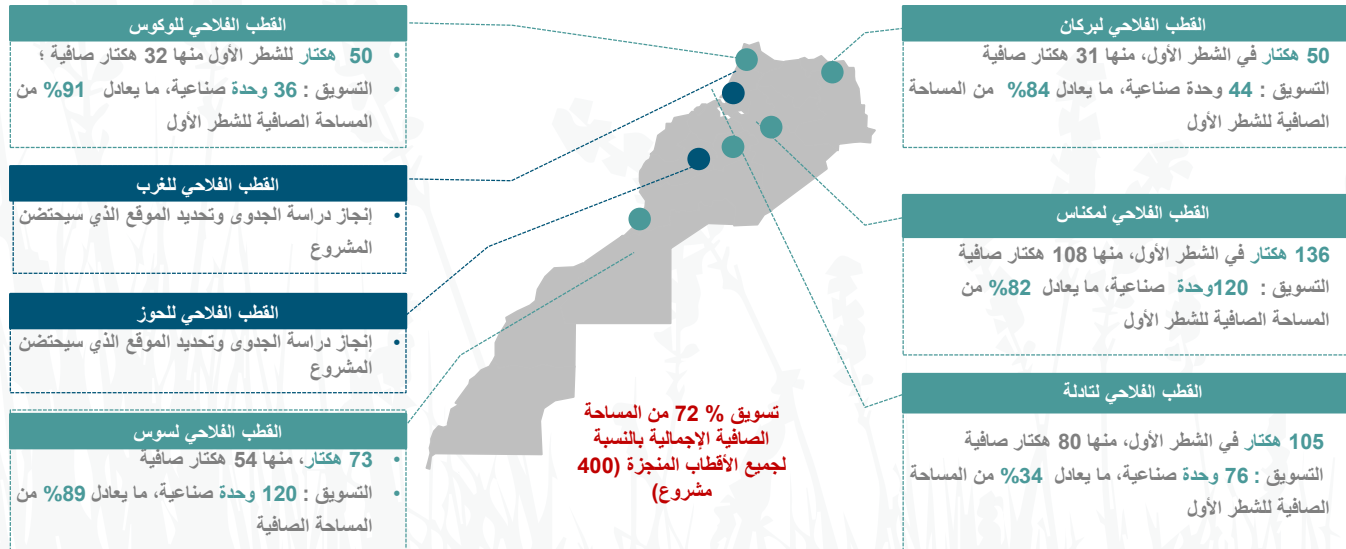 القطب الفلاحي للوكوس
50 هكتار للشطر الأول منها 32 هكتار صافية ؛
التسويق : 36 وحدة صناعية، ما يعادل 91% من
المساحة الصافية للشطر الأول
القطب الفلاحي للغرب
إنجاز دراسة الجدوى وتحديد الموقع الذي سيحتضن
المشروع
القطب الفلاحي للحوز
إنجاز دراسة الجدوى وتحديد الموقع الذي سيحتضن
المشروع
القطب الفلاحي لسوس
73 هكتار، منها 54 هكتار صافية
التسويق : 120 وحدة صناعية، ما يعادل 89% من
المساحة الصافية
تسويق % 72 من المساحة
الصافية الإجمالية بالنسبة
لجميع الأقطاب المنجزة (400
مشروع)
القطب الفلاحي لبركان
50 هكتار في الشطر الأول، منها 31 هكتار صافية
التسويق : 44 وحدة صناعية، ما يعادل 84% من المساحة
الصافية للشطر الأول
القطب الفلاحي لمكناس
136 هكتار في الشطر الأول، منها 108 هكتار صافية
التسويق : 120وحدة صناعية، ما يعادل 82% من
المساحة الصافية للشطر الأول
القطب الفلاحي لتادلة
105 هكتار في الشطر الأول، منها 80 هكتار صافية
التسويق : 76 وحدة صناعية، ما يعادل 34% من المساحة
الصافية للشطر الأول